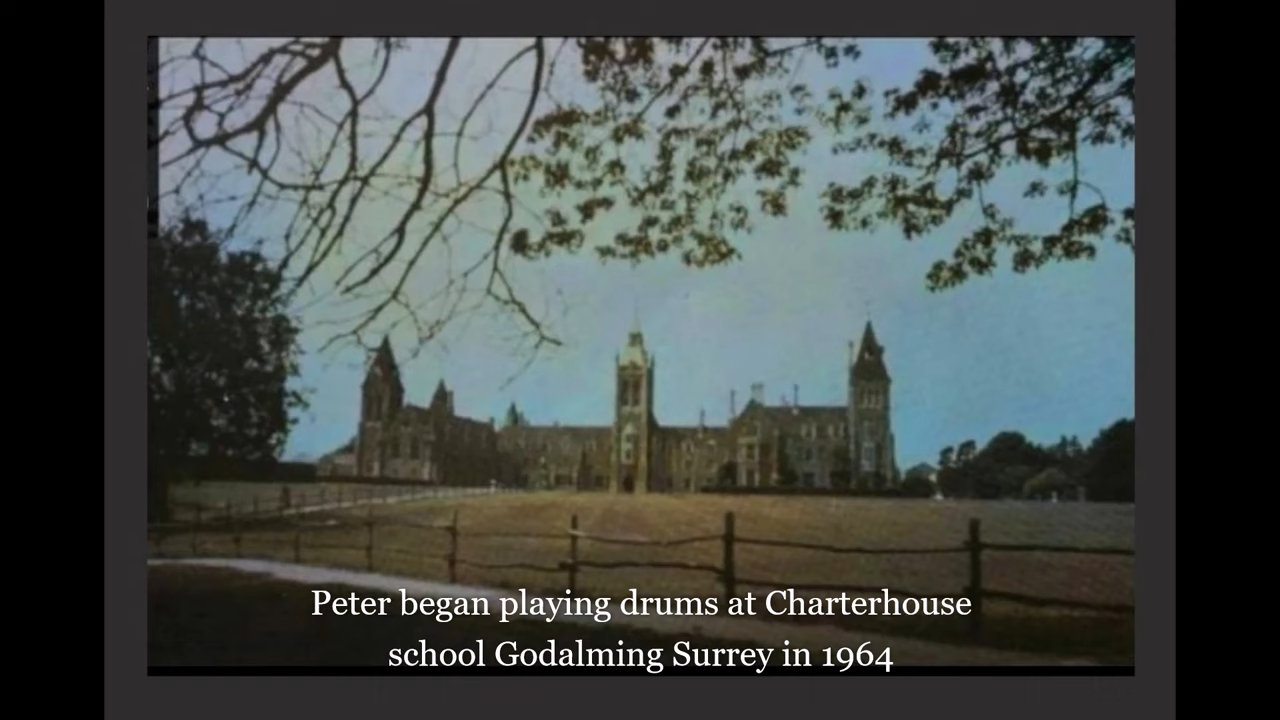 Peter began playing drums at Charterhouse
school Godalming Surrey in 1964